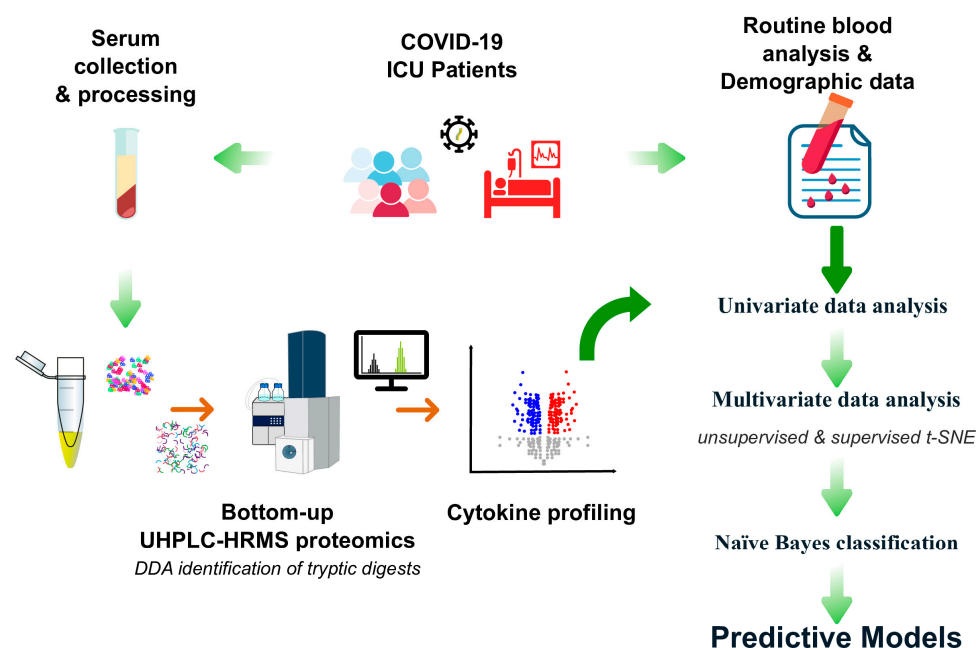 Serum
collection
& processing
COVID-19
ICU Patients
Routine blood
analysis &
Demographic data
Univariate data analysis
Multivariate data analysis
unsupervised & supervised t-SNE
Bottom-up
UHPLC-HRMS proteomics
DDA identification of tryptic digests
Cytokine profiling
Naïve Bayes classification
Predictive Models